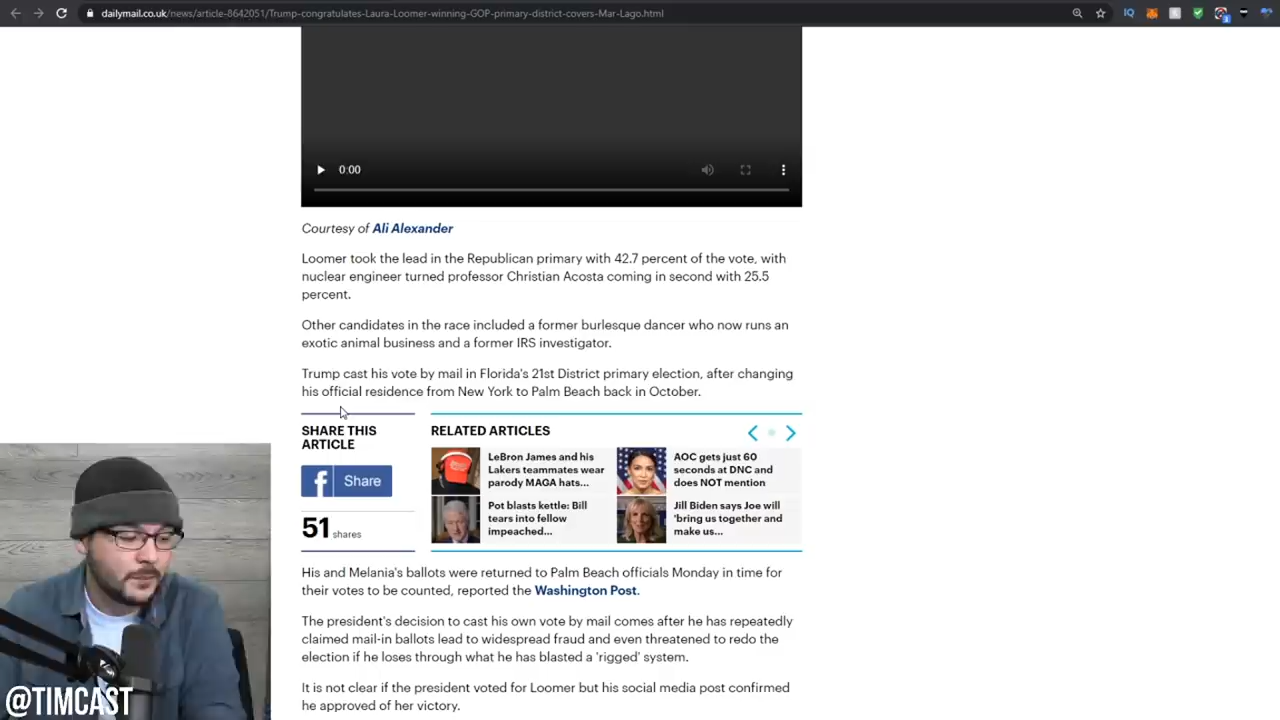 dailymail.co.uk/news/article-8642051/Trump-congratulates-Laura-Loomer-winning-GOP-primary-district-covers-Mar-Lago.html
0:00
Courtesy of Ali Alexander
Loomer took the lead in the Republican primary with 42.7 percent of the vote, with
nuclear engineer turned professor Christian Acosta coming in second with 25.5
percent.
Other candidates in the race included a former burlesque dancer who now runs an
exotic animal business and a former IRS investigator.
Trump cast his vote by mail in Florida's 21st District primary election, after changing
his official residence from New York to Palm Beach back in October.
SHARE THIS
ARTICLE
f Share
51 shares
RELATED ARTICLES
LeBron James and his
Lakers teammates wear
parody MAGA hats...
AOC gets just 60
seconds at DNC and
does NOT mention
Pot blasts kettle: Bill
tears into fellow
impeached...
Jill Biden says Joe will
'bring us together and
make us...
His and Melania's ballots were returned to Palm Beach officials Monday in time for
their votes to be counted, reported the Washington Post.
The president's decision to cast his own vote by mail comes after he has repeatedly
claimed mail-in ballots lead to widespread fraud and even threatened to redo the
election if he loses through what he has blasted a 'rigged' system.
It is not clear if the president voted for Loomer but his social media post confirmed
he approved of her victory.
@TIMCAST
IQ